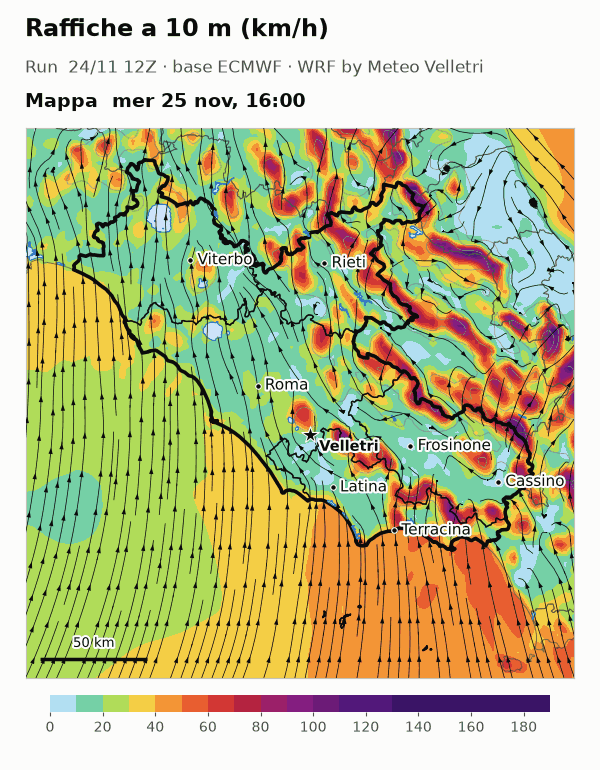 Raffiche a 10 m (km/h)
Run 24/11 12Z · base ECMWF · WRF by Meteo Velletri
Mappa mer 25 nov, 16:00
Viterbo
Rieti
Roma
Velletri
Frosinone
Cassino
Latina
Terracina
50 km
0 20 40 60 80 100 120 140 160 180